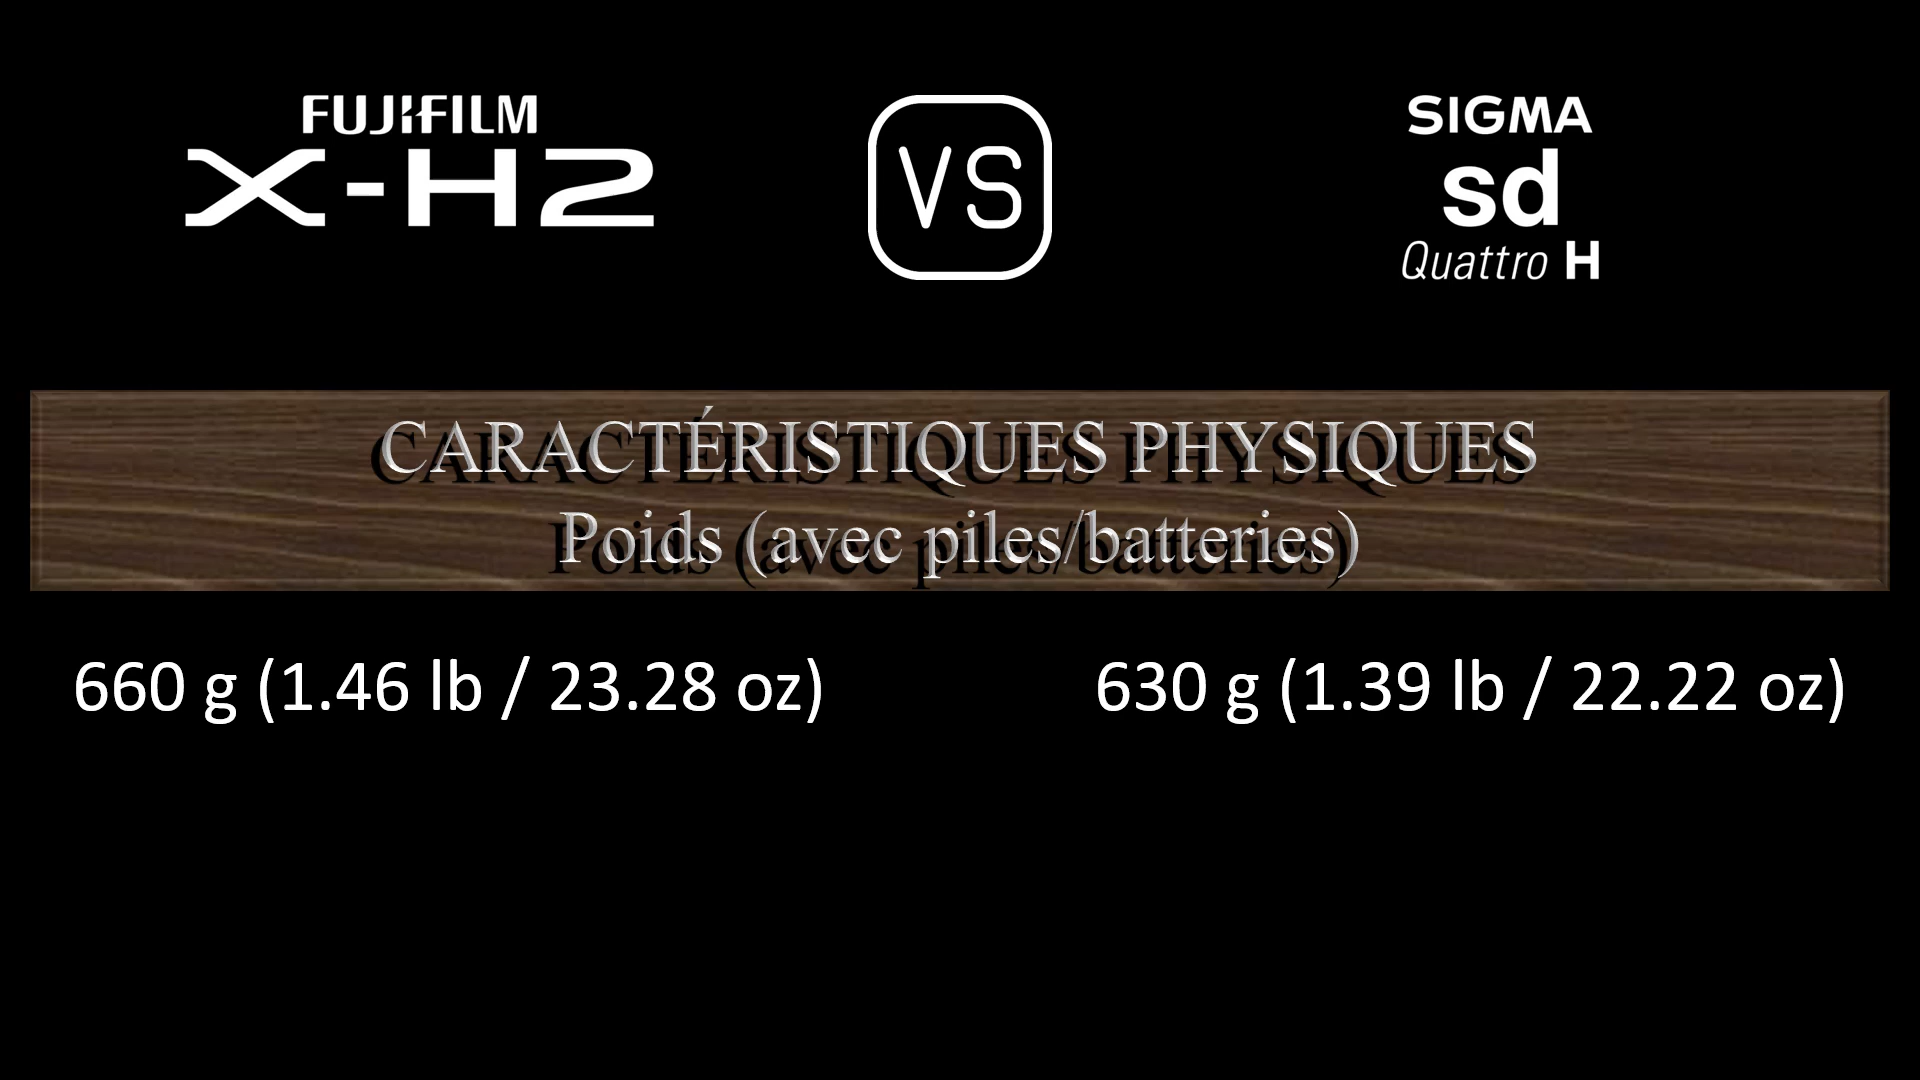 FUJIFILM
X-H2
VS
SIGMA
sd
Quattro H
CARACTÉRISTIQUES PHYSIQUES
Poids (avec piles/batteries)
660 g (1.46 lb / 23.28 oz)
630 g (1.39 lb / 22.22 oz)